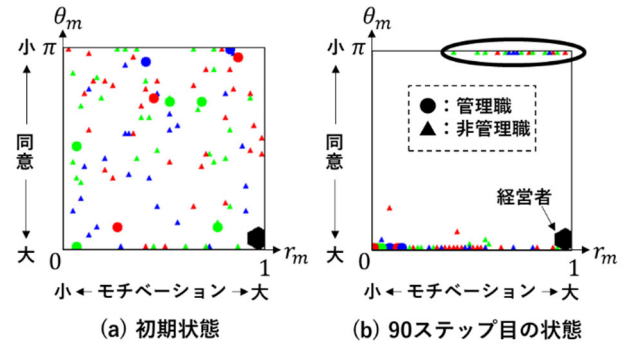 θm
小
π
同意
大
0
1
rm
小 ← モチベーション → 大
(a) 初期状態
θm
小
π
● : 管理職
▲ : 非管理職
経営者
同意
大
0
1
rm
小 ← モチベーション → 大
(b) 90ステップ目の状態